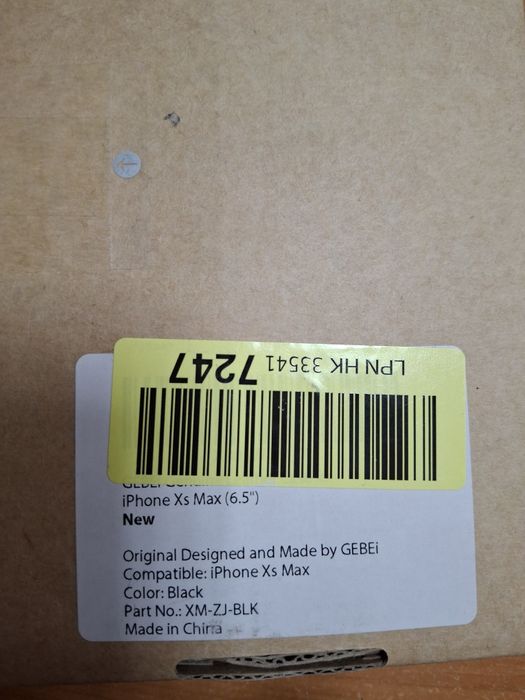 LPN HK 33541 7247
iPhone Xs Max (6.5")
New
Original Designed and Made by GEBEi
Compatible: iPhone Xs Max
Color: Black
Part No.: XM-ZJ-BLK
Made in China